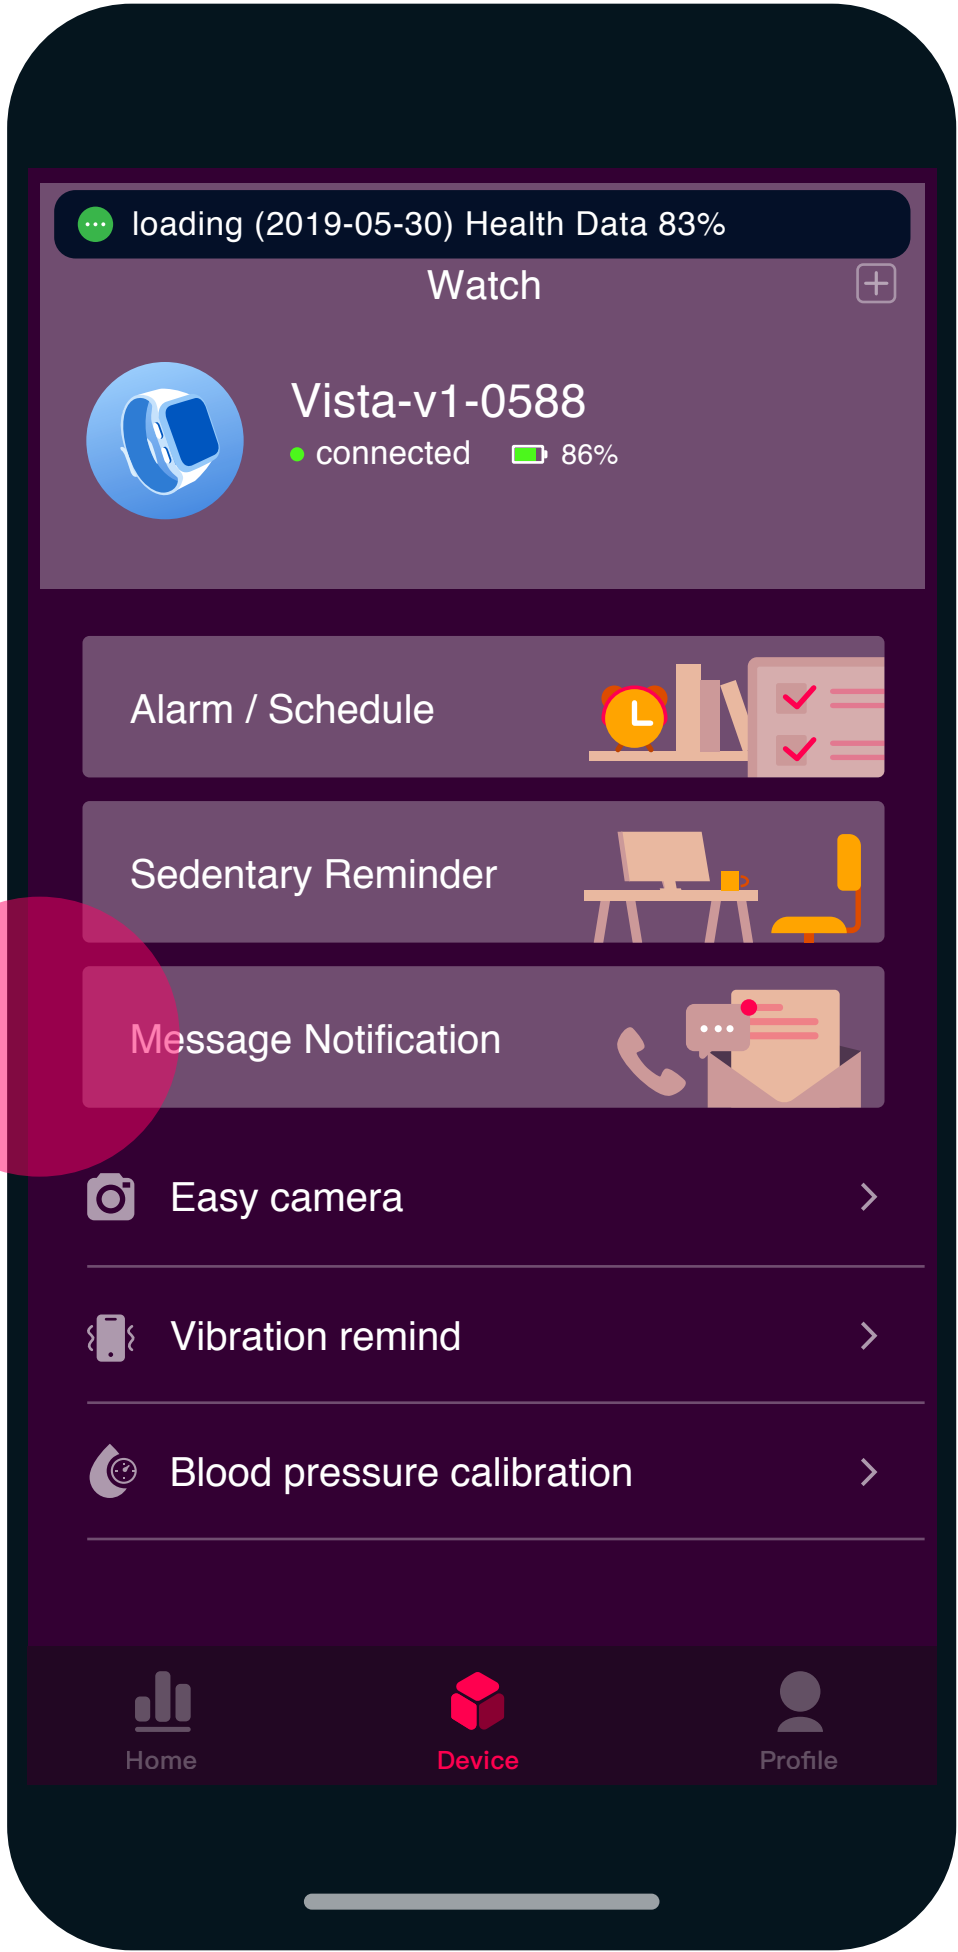 loading (2019-05-30) Health Data 83%
Watch
Vista-v1-0588
connected 86%
Alarm / Schedule
Sedentary Reminder
Message Notification
Easy camera
Vibration remind
Blood pressure calibration
Home Device Profile